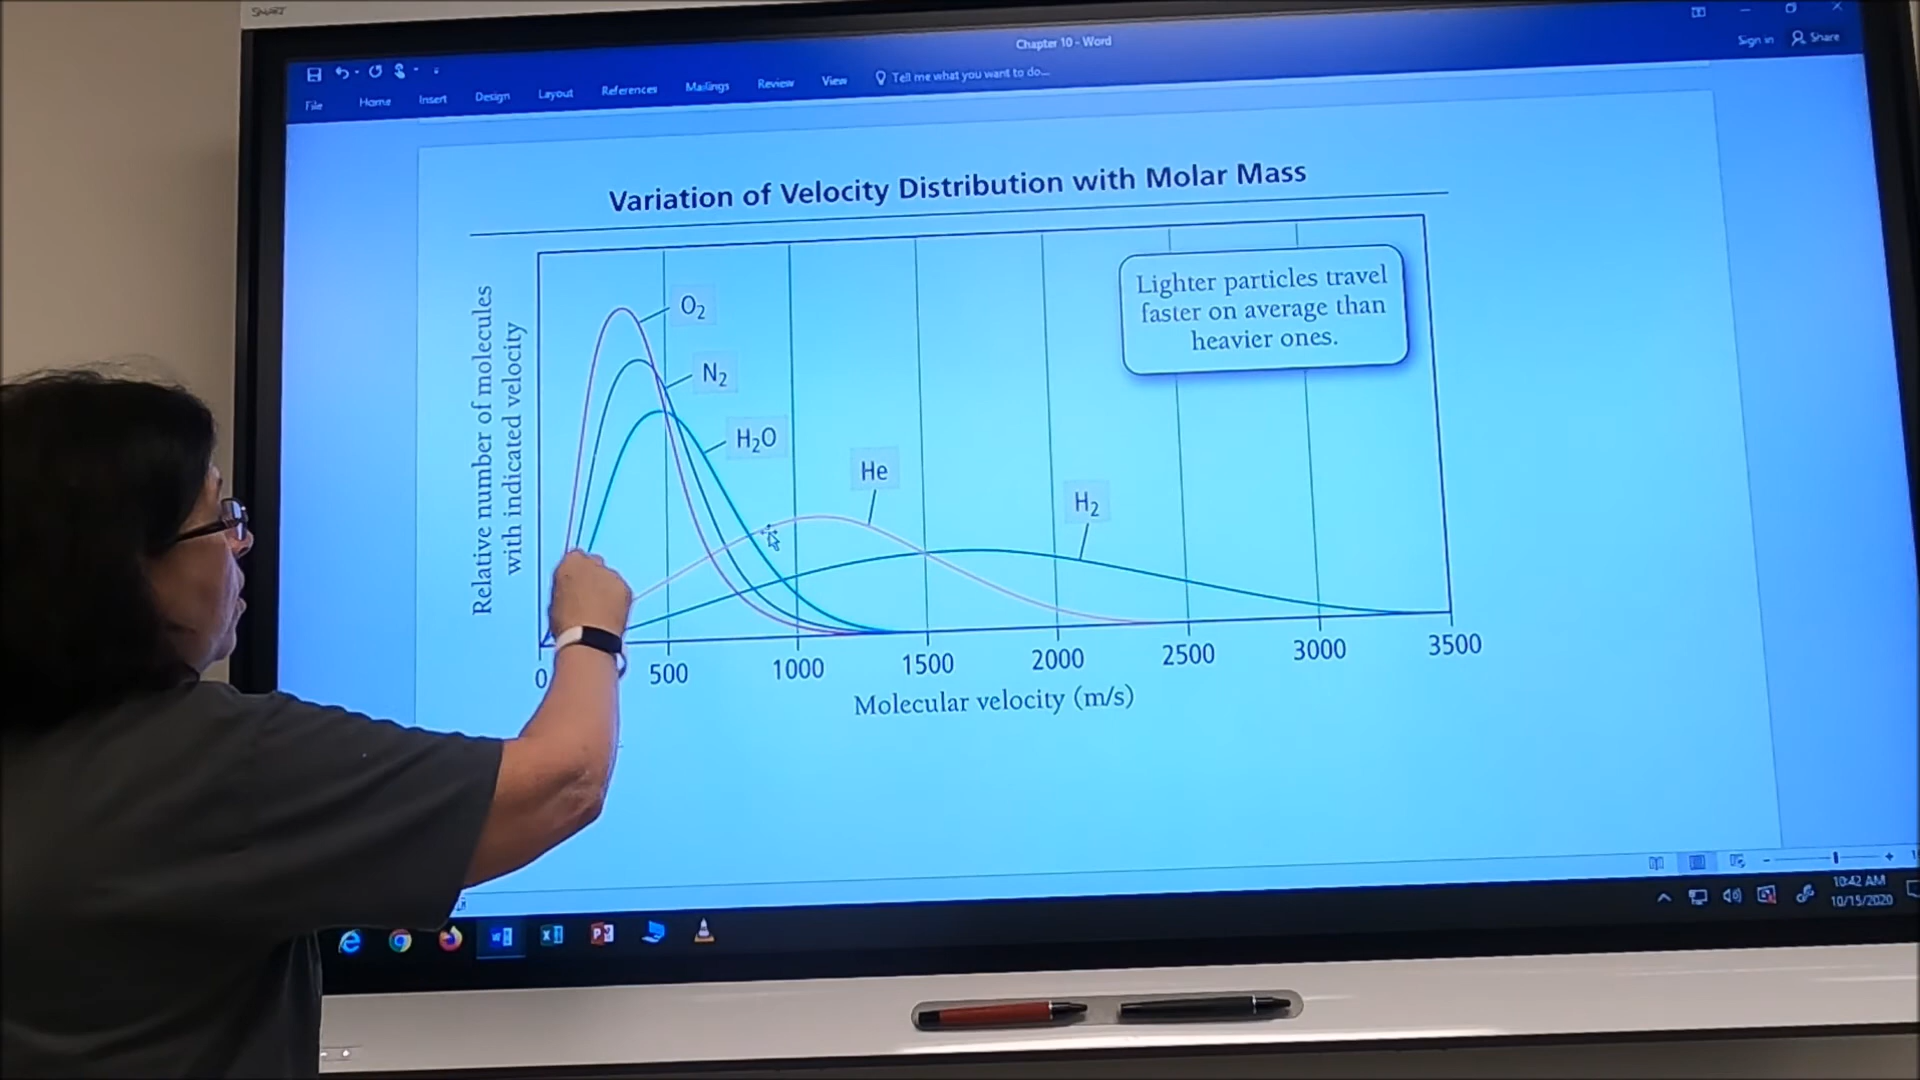 SMART
Chapter 10 - Word
Sign in Share
File Home Insert Design Layout References Mailings Review View Tell me what you want to do...
Variation of Velocity Distribution with Molar Mass
Relative number of molecules
with indicated velocity
Lighter particles travel
faster on average than
heavier ones.
O₂
N₂
H₂O
He
H₂
0 500 1000 1500 2000 2500 3000 3500
Molecular velocity (m/s)
10:42 AM
10/15/2020